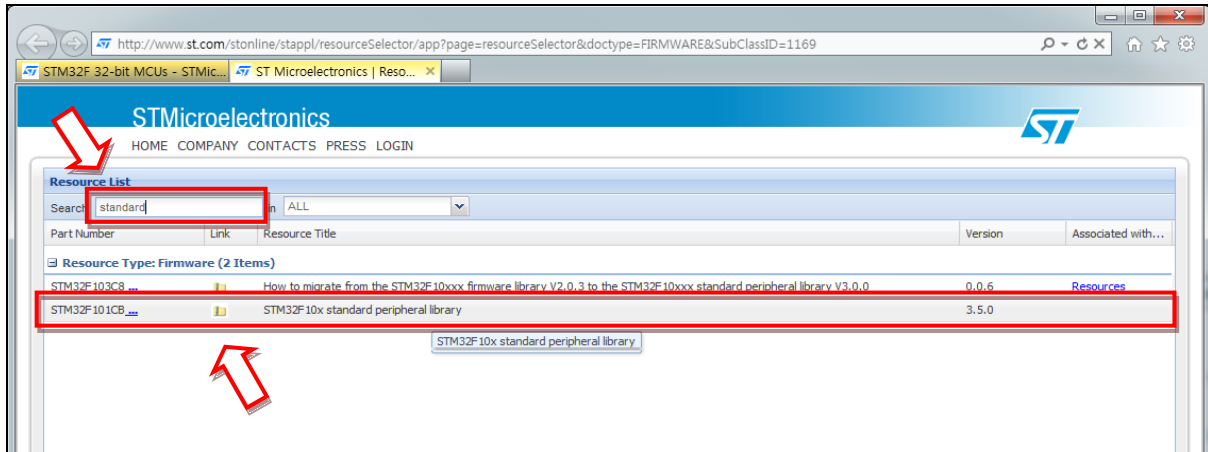 http://www.st.com/stonline/stappl/resourceSelector/app?page=resourceSelector&doctype=FIRMWARE&SubClassID=1169
STM32F 32-bit MCUs - STMic... ST Microelectronics | Reso...
STMicroelectronics
HOME COMPANY CONTACTS PRESS LOGIN
Resource List
Search standard in ALL
Part Number Link Resource Title Version Associated with...
Resource Type: Firmware (2 Items)
STM32F103C8 ... How to migrate from the STM32F10xxx firmware library V2.0.3 to the STM32F10xxx standard peripheral library V3.0.0 0.0.6 Resources
STM32F101CB ... STM32F10x standard peripheral library 3.5.0
STM32F10x standard peripheral library